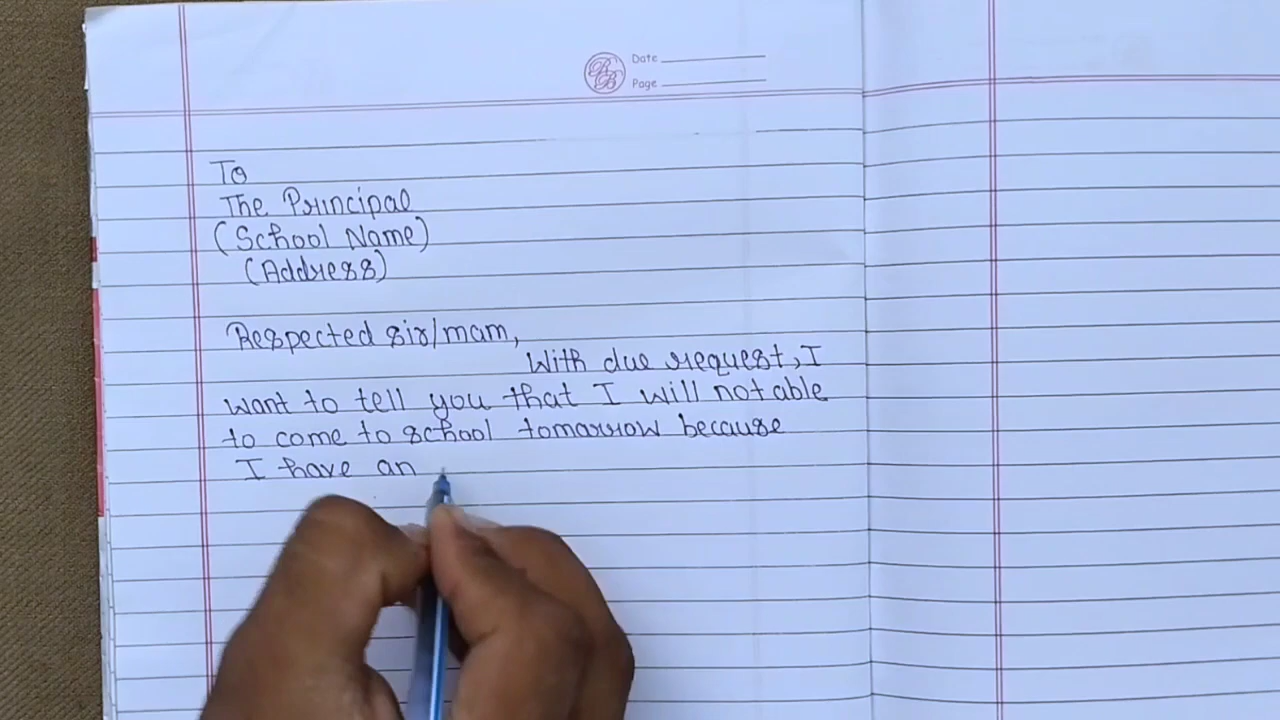 Date
Page
To
The Principal
(School Name)
(Address)
Respected sir/mam,
With due request, I
want to tell you that I will not able
to come to school tomarrow because
I have an